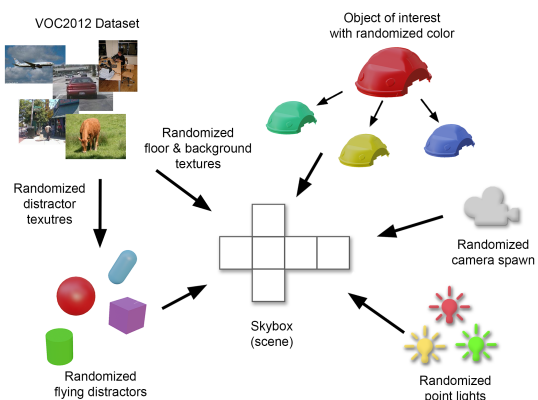 VOC2012 Dataset
Object of interest
with randomized color
Randomized
floor & background
textures
Randomized
distractor
texutres
Randomized
camera spawn
Skybox
(scene)
Randomized
flying distractors
Randomized
point lights